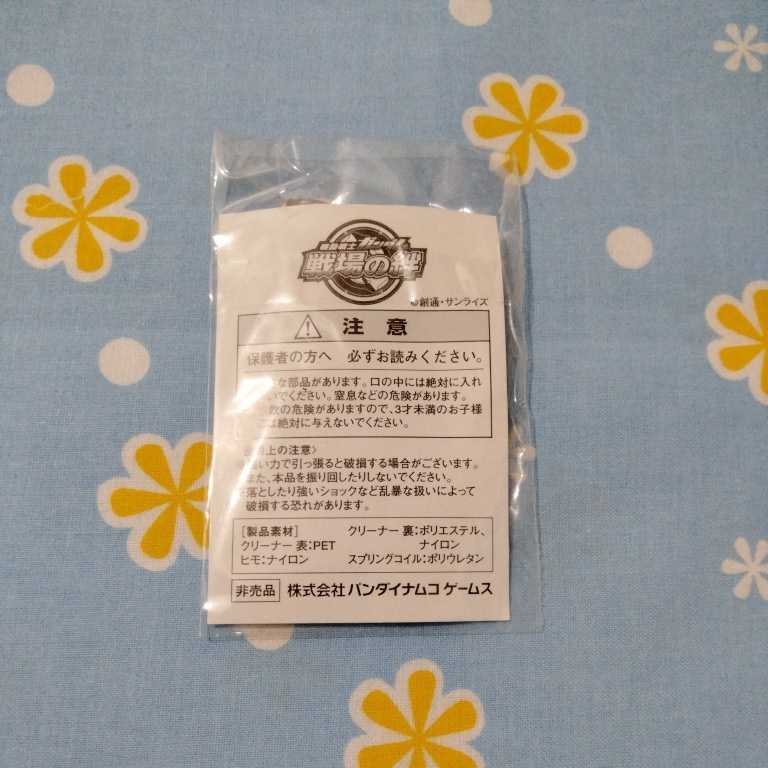 機動戦士ガンダム
戦場の絆
©創通・サンライズ
注意
保護者の方へ 必ずお読みください。
な部品があります。口の中には絶対に入れ
いでください。窒息などの危険があります。
飲の危険がありますので、3才未満のお子様
は絶対に与えないでください。
上の注意〉
い力で引っ張ると破損する場合がございます。
また、本品を振り回したりしないでください。
落としたり強いショックなど乱暴な扱いによって
破損する恐れがあります。
[製品素材] クリーナー 裏:ポリエステル、
クリーナー 表:PET ナイロン
ヒモ:ナイロン スプリングコイル:ポリウレタン
非売品 株式会社 バンダイナムコ ゲームス